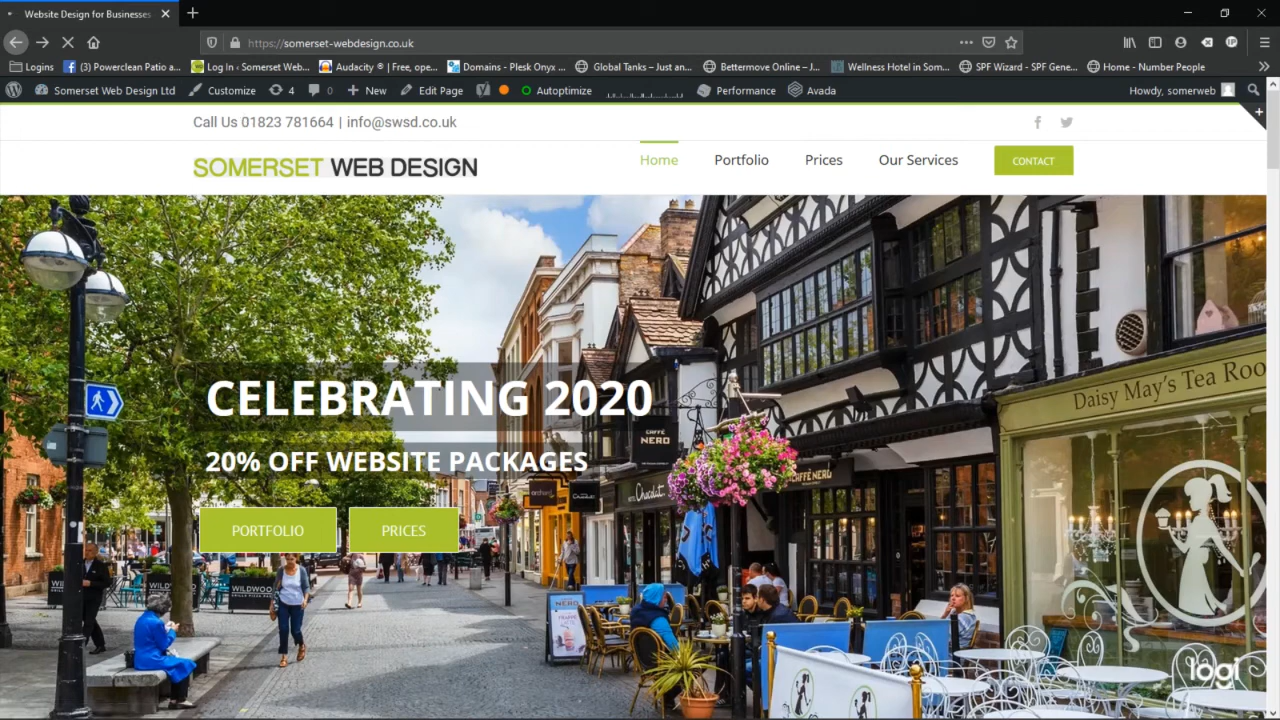 Website Design for Businesses
https://somerset-webdesign.co.uk
Logins (3) Powerclean Patio a... Log In ‹ Somerset Web... Audacity ® | Free, ope... Domains - Plesk Onyx ... Global Tanks – Just an... Bettermove Online – J... Wellness Hotel in Som... SPF Wizard - SPF Gene... Home - Number People
Somerset Web Design Ltd Customize 4 0 New Edit Page Autoptimize Performance Avada Howdy, somerweb
Call Us 01823 781664 | info@swsd.co.uk
SOMERSET WEB DESIGN Home Portfolio Prices Our Services CONTACT
Daisy May's Tea Roo
CELEBRATING 2020
CAFFÈ
NERO
20% OFF WEBSITE PACKAGES
CAFFÈ NERO
Chocolat
PORTFOLIO PRICES
WILDWOO
NERO
logi